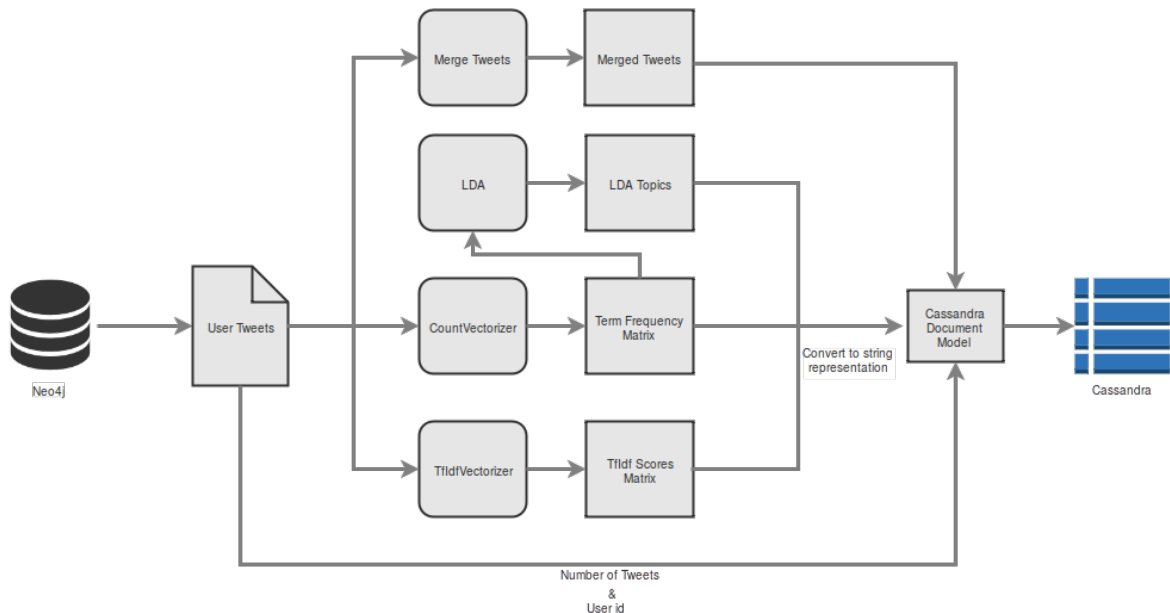 Merge Tweets
Merged Tweets
LDA
LDA Topics
Neo4j
User Tweets
CountVectorizer
Term Frequency
Matrix
Convert to string
representation
Cassandra
Document
Model
Cassandra
TfIdfVectorizer
TfIdf Scores
Matrix
Number of Tweets
&
User id